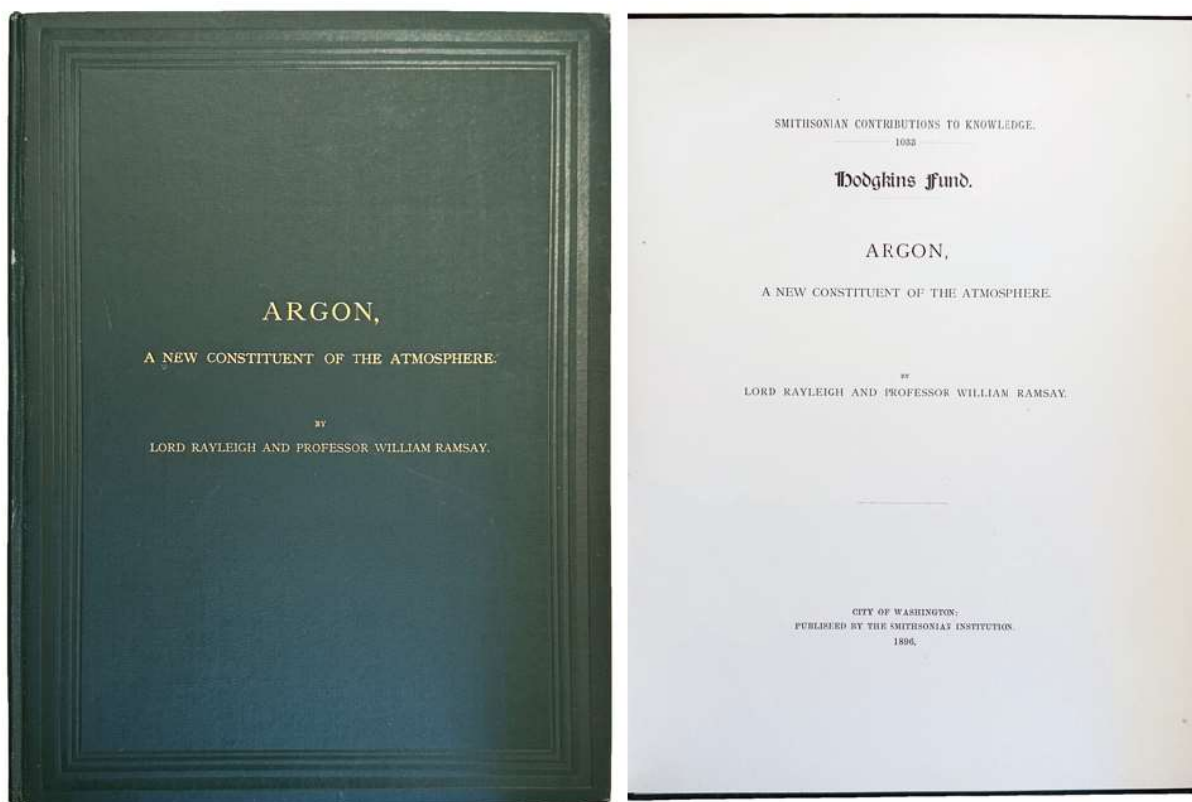 ARGON,
A NEW CONSTITUENT OF THE ATMOSPHERE.
BY
LORD RAYLEIGH AND PROFESSOR WILLIAM RAMSAY.
SMITHSONIAN CONTRIBUTIONS TO KNOWLEDGE.
1033
Hodgkins Fund.
ARGON,
A NEW CONSTITUENT OF THE ATMOSPHERE.
BY
LORD RAYLEIGH AND PROFESSOR WILLIAM RAMSAY.
CITY OF WASHINGTON:
PUBLISHED BY THE SMITHSONIAN INSTITUTION.
1896.